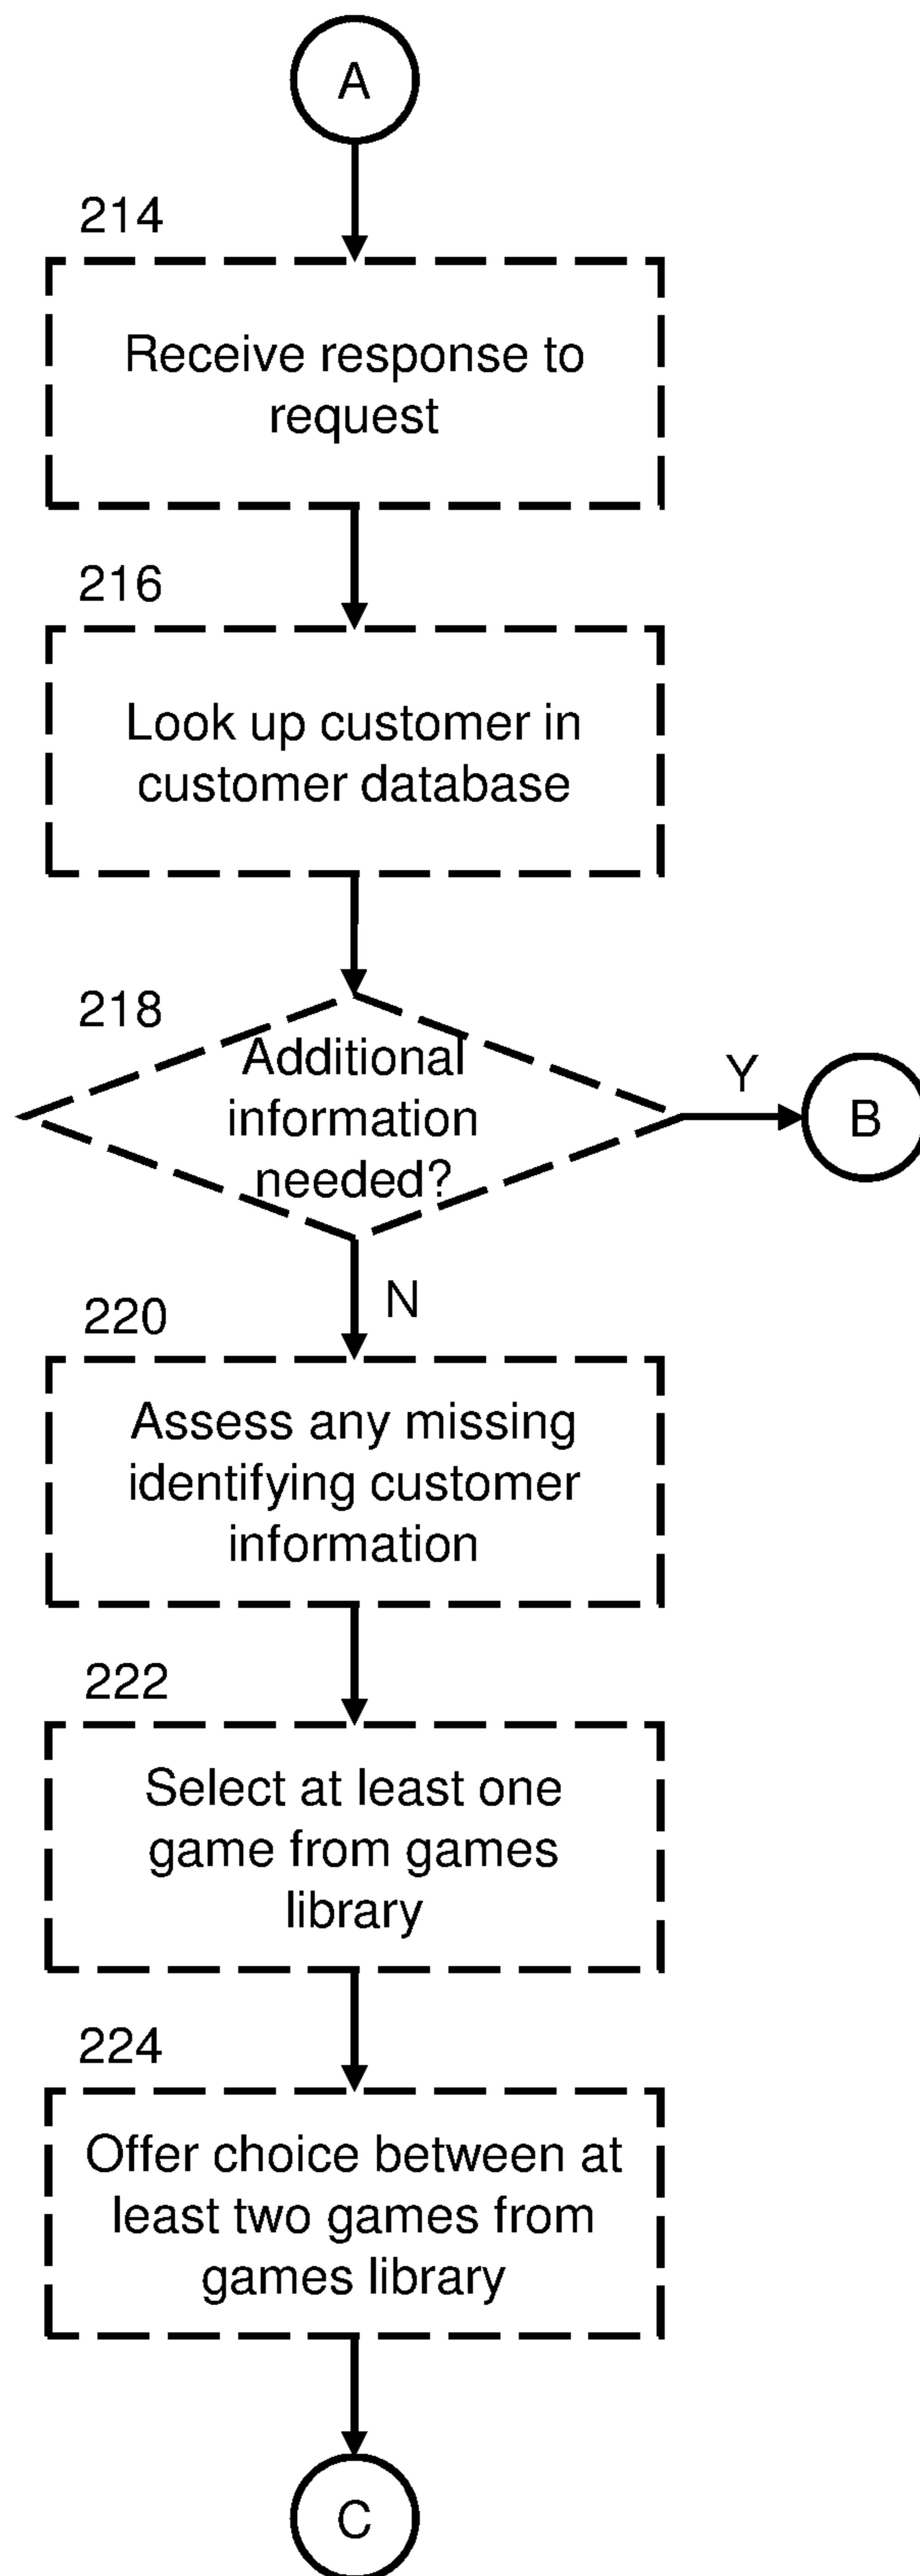 A
214
Receive response to
request
216
Look up customer in
customer database
218
Additional
information
needed?
Y
B
N
220
Assess any missing
identifying customer
information
222
Select at least one
game from games
library
224
Offer choice between at
least two games from
games library
C